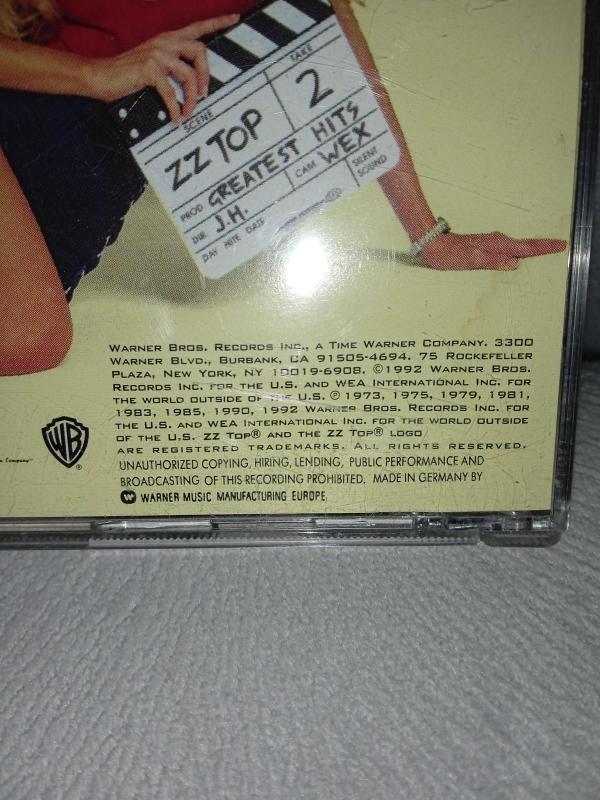 SCENE
TAKE
ZZ TOP
2
PROD GREATEST HITS
DIR J.H.
CAM WEX
DAY NITE DATE
SILENT
SOUND
WARNER BROS. RECORDS INC., A TIME WARNER COMPANY. 3300
WARNER BLVD., BURBANK, CA 91505-4694. 75 ROCKEFELLER
PLAZA, NEW YORK, NY 10019-6908. ©1992 WARNER BROS.
RECORDS INC. FOR THE U.S. AND WEA INTERNATIONAL INC. FOR
THE WORLD OUTSIDE OF THE U.S. ℗ 1973, 1975, 1979, 1981,
1983, 1985, 1990, 1992 WARNER BROS. RECORDS INC. FOR
THE U.S. AND WEA INTERNATIONAL INC. FOR THE WORLD OUTSIDE
OF THE U.S. ZZ TOP® AND THE ZZ TOP® LOGO
ARE REGISTERED TRADEMARKS. ALL RIGHTS RESERVED.
UNAUTHORIZED COPYING, HIRING, LENDING, PUBLIC PERFORMANCE AND
BROADCASTING OF THIS RECORDING PROHIBITED. MADE IN GERMANY BY
WARNER MUSIC MANUFACTURING EUROPE
WB
Company